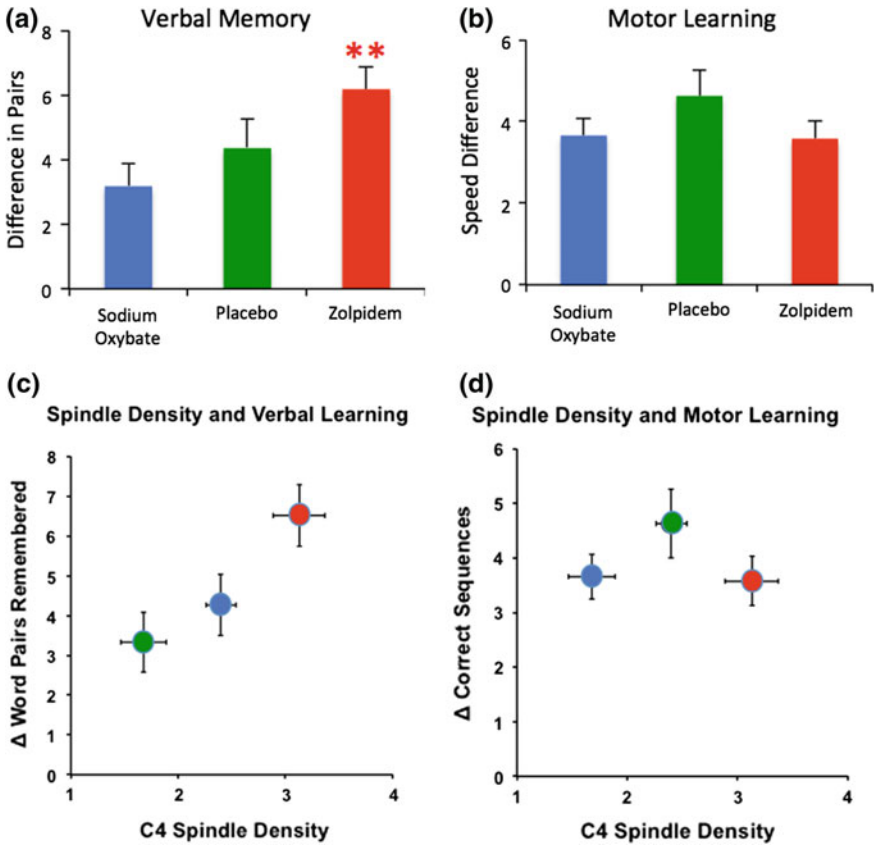 (a)
Verbal Memory
Difference in Pairs
8
6
4
2
0
**
Sodium
Oxybate
Placebo
Zolpidem
(b)
Motor Learning
Speed Difference
6
4
2
0
Sodium
Oxybate
Placebo
Zolpidem
(c)
Spindle Density and Verbal Learning
Δ Word Pairs Remembered
8
7
6
5
4
3
2
1
0
1 2 3 4
C4 Spindle Density
(d)
Spindle Density and Motor Learning
Δ Correct Sequences
6
5
4
3
2
1
0
1 2 3 4
C4 Spindle Density